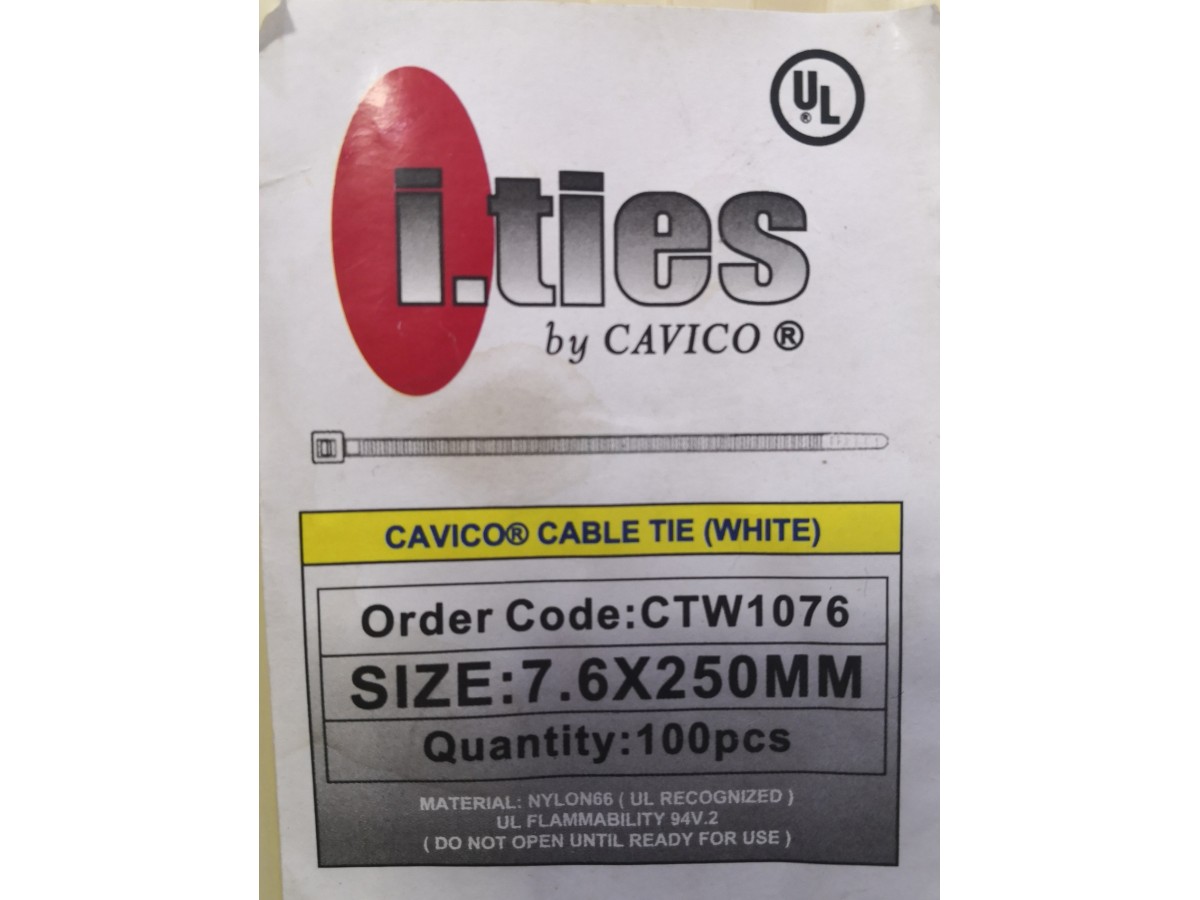 UL®
i.ties
by CAVICO ®
CAVICO® CABLE TIE (WHITE)
Order Code:CTW1076
SIZE:7.6X250MM
Quantity:100pcs
MATERIAL: NYLON66 ( UL RECOGNIZED )
UL FLAMMABILITY 94V.2
( DO NOT OPEN UNTIL READY FOR USE )